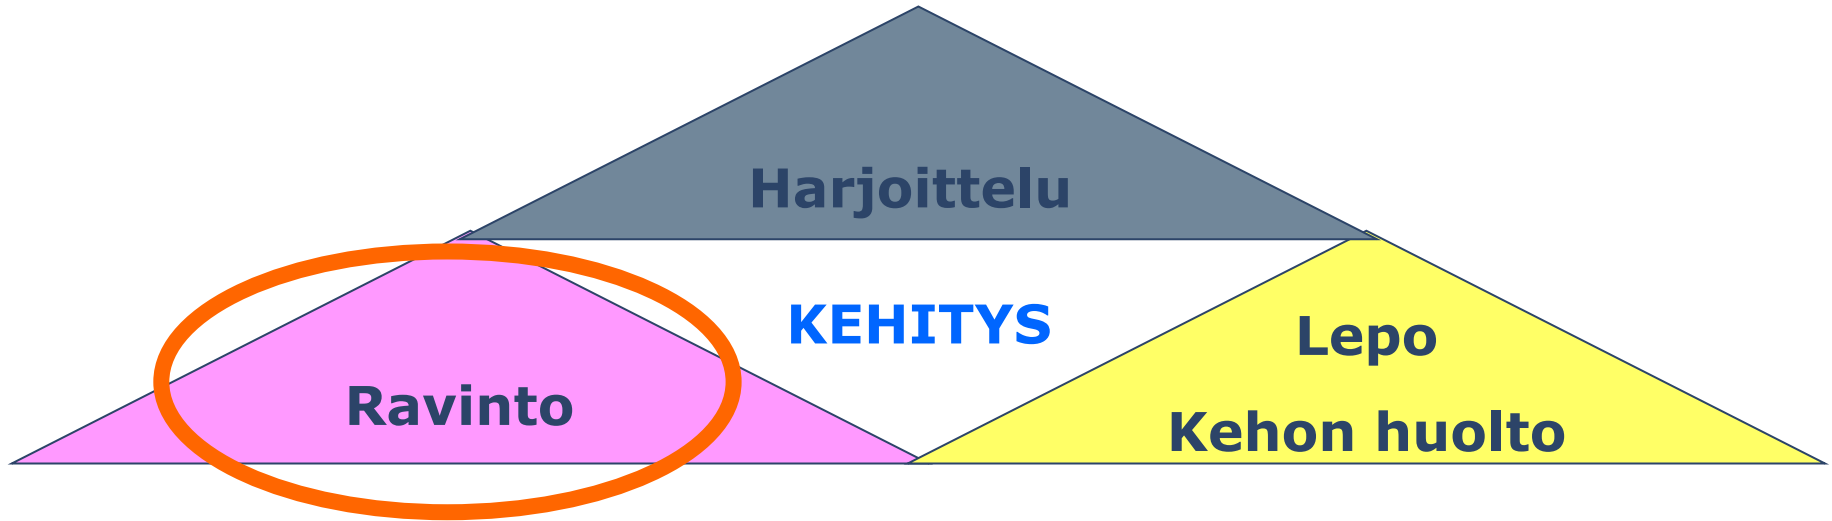 Harjoittelu
KEHITYS
Ravinto
Lepo
Kehon huolto